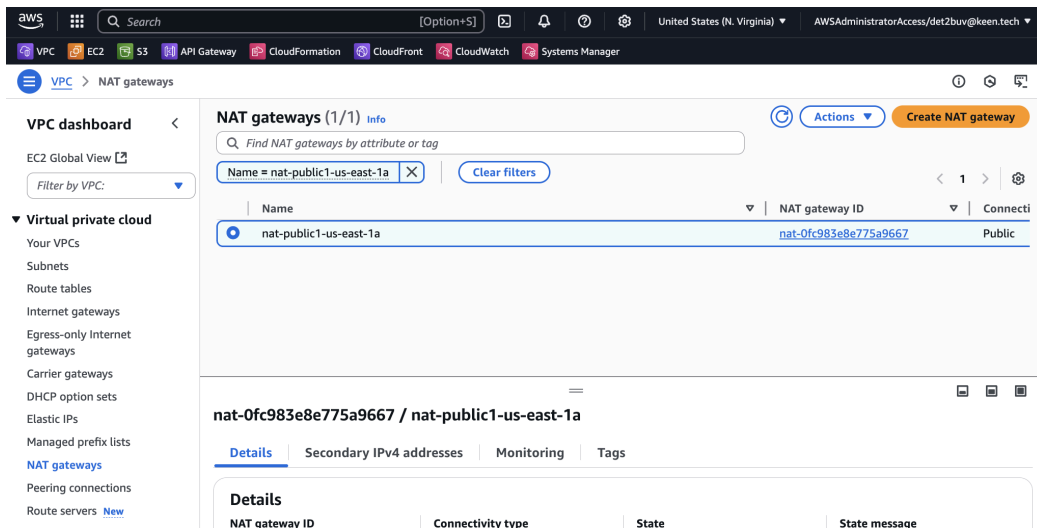 aws
Search [Option+S] United States (N. Virginia) AWSAdministratorAccess/det2buv@keen.tech
VPC EC2 S3 API Gateway CloudFormation CloudFront CloudWatch Systems Manager
VPC > NAT gateways
VPC dashboard
EC2 Global View
Filter by VPC:
Virtual private cloud
Your VPCs
Subnets
Route tables
Internet gateways
Egress-only Internet
gateways
Carrier gateways
DHCP option sets
Elastic IPs
Managed prefix lists
NAT gateways
Peering connections
Route servers New
NAT gateways (1/1) Info
Actions
Create NAT gateway
Find NAT gateways by attribute or tag
Name = nat-public1-us-east-1a
Clear filters
1
Name NAT gateway ID Connecti
nat-public1-us-east-1a nat-0fc983e8e775a9667 Public
nat-0fc983e8e775a9667 / nat-public1-us-east-1a
Details Secondary IPv4 addresses Monitoring Tags
Details
NAT gateway ID Connectivity type State State message